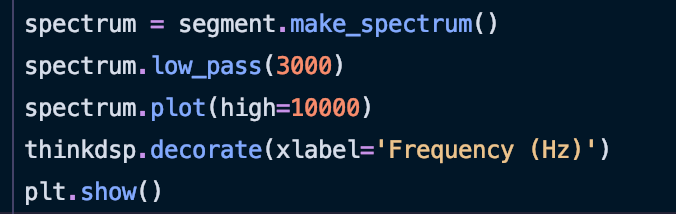 spectrum = segment.make_spectrum()
spectrum.low_pass(3000)
spectrum.plot(high=10000)
thinkdsp.decorate(xlabel='Frequency (Hz)')
plt.show()